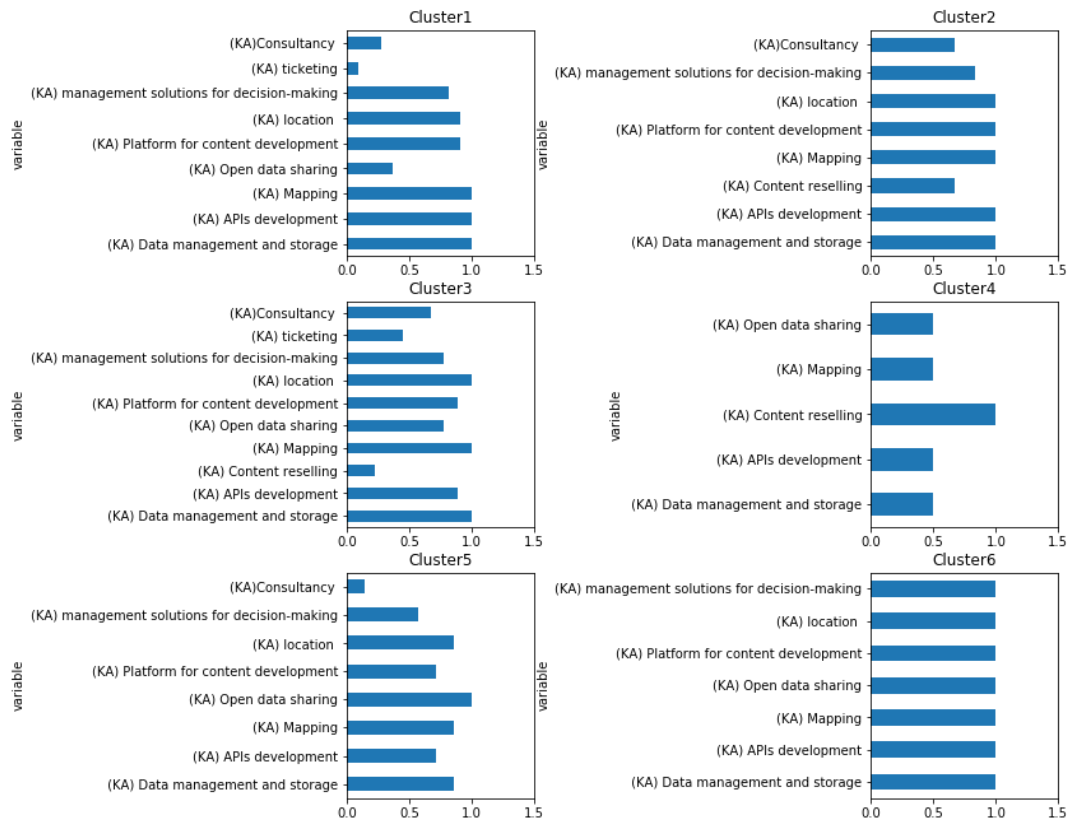 Cluster1
(KA)Consultancy
(KA) ticketing
(KA) management solutions for decision-making
(KA) location
(KA) Platform for content development
(KA) Open data sharing
(KA) Mapping
(KA) APIs development
(KA) Data management and storage
variable
0.0 0.5 1.0 1.5
Cluster2
(KA)Consultancy
(KA) management solutions for decision-making
(KA) location
(KA) Platform for content development
(KA) Mapping
(KA) Content reselling
(KA) APIs development
(KA) Data management and storage
variable
0.0 0.5 1.0 1.5
Cluster3
(KA)Consultancy
(KA) ticketing
(KA) management solutions for decision-making
(KA) location
(KA) Platform for content development
(KA) Open data sharing
(KA) Mapping
(KA) Content reselling
(KA) APIs development
(KA) Data management and storage
variable
0.0 0.5 1.0 1.5
Cluster4
(KA) Open data sharing
(KA) Mapping
(KA) Content reselling
(KA) APIs development
(KA) Data management and storage
variable
0.0 0.5 1.0 1.5
Cluster5
(KA)Consultancy
(KA) management solutions for decision-making
(KA) location
(KA) Platform for content development
(KA) Open data sharing
(KA) Mapping
(KA) APIs development
(KA) Data management and storage
variable
0.0 0.5 1.0 1.5
Cluster6
(KA) management solutions for decision-making
(KA) location
(KA) Platform for content development
(KA) Open data sharing
(KA) Mapping
(KA) APIs development
(KA) Data management and storage
variable
0.0 0.5 1.0 1.5